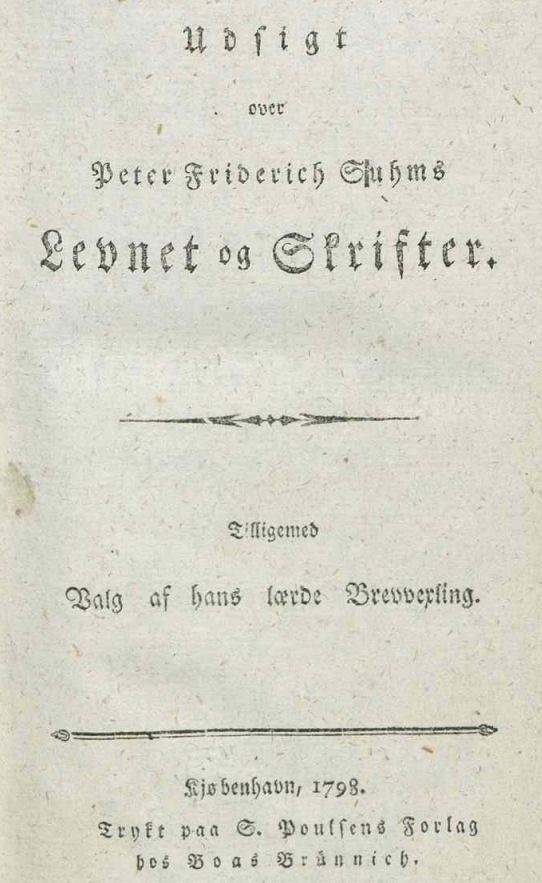 Udsigt
over
Peter Friderich Suhms
Levnet og Skrifter.
Tilligemed
Valg af hans lærde Brevvexling.
Kjøbenhavn, 1798.
Trykt paa S. Poulsens Forlag
hos Boas Brünnich.